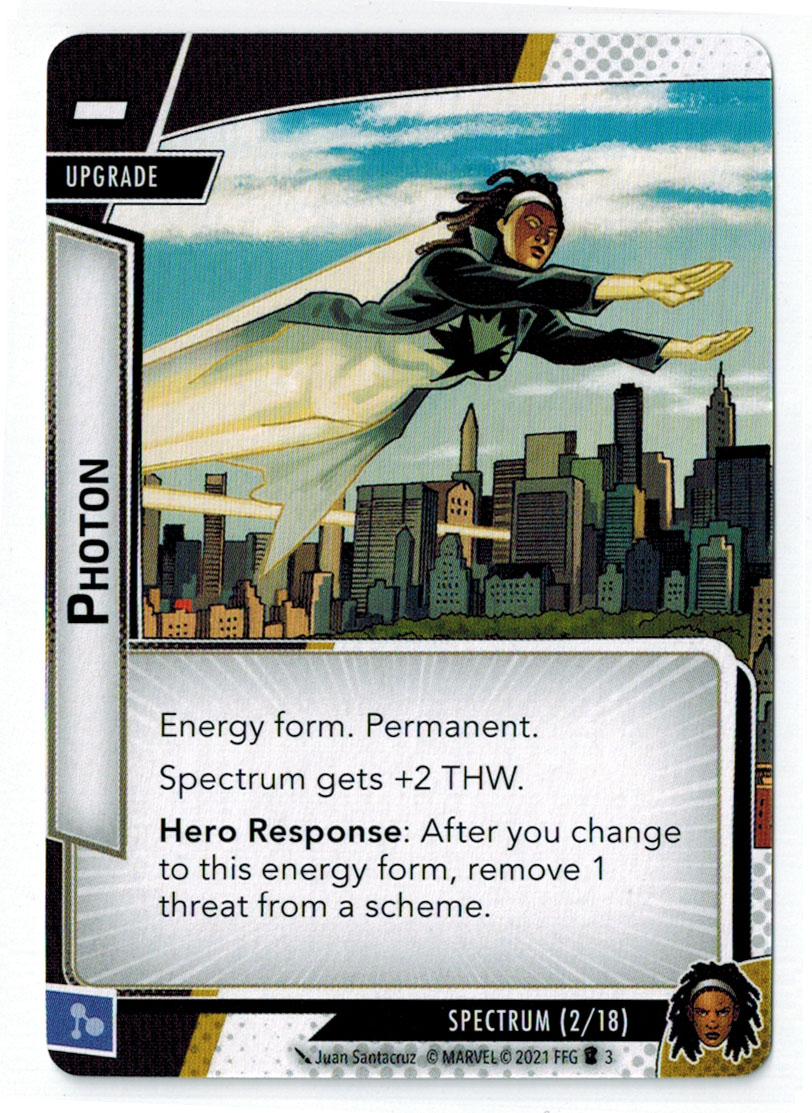 UPGRADE
PHOTON
Energy form. Permanent.
Spectrum gets +2 THW.
Hero Response: After you change
to this energy form, remove 1
threat from a scheme.
SPECTRUM (2/18)
Juan Santacruz © MARVEL © 2021 FFG 3